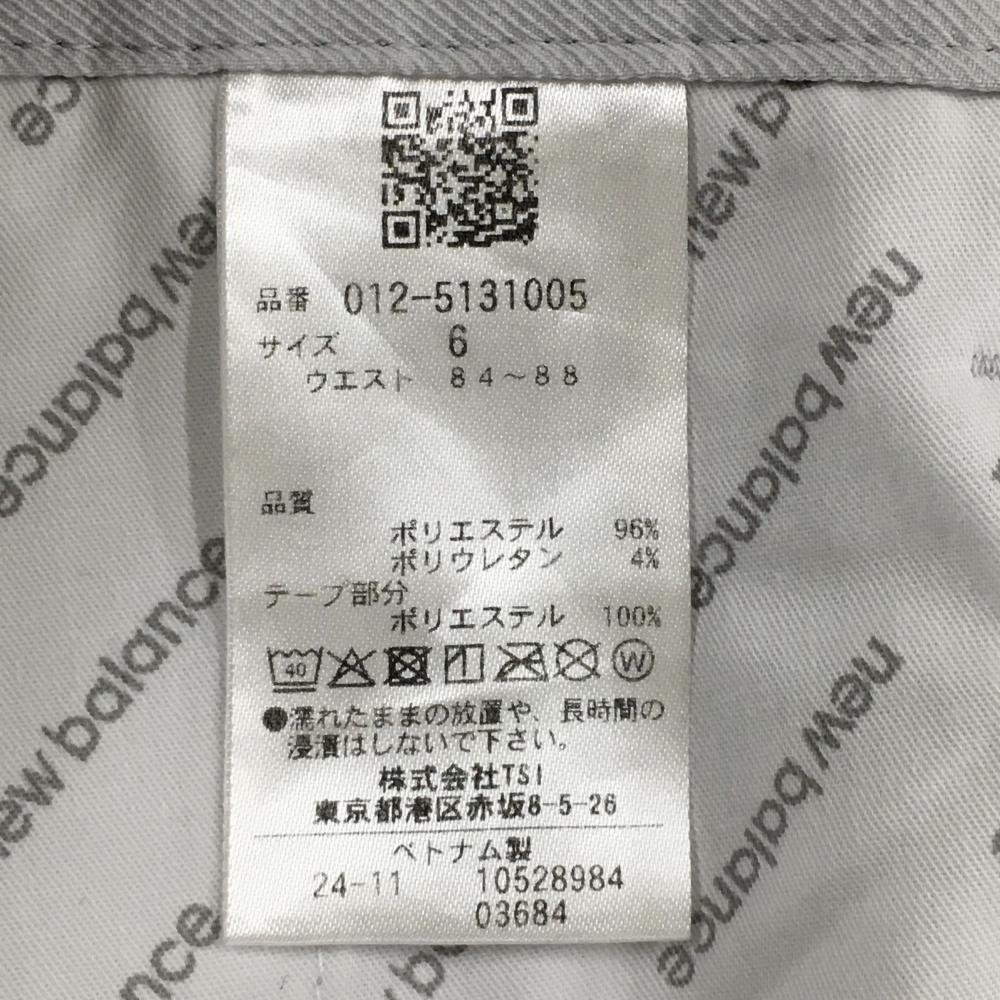 品番 012-5131005
サイズ 6
ウエスト 84~88
品質
ポリエステル 96%
ポリウレタン 4%
テープ部分
ポリエステル 100%
40 W
●濡れたままの放置や、長時間の
浸漬はしないで下さい。
株式会社TSI
東京都港区赤坂8-5-26
ベトナム製
24-11 10528984
03684
new balance
new balance
new balance
new balance
new balance
new b
ce
balance